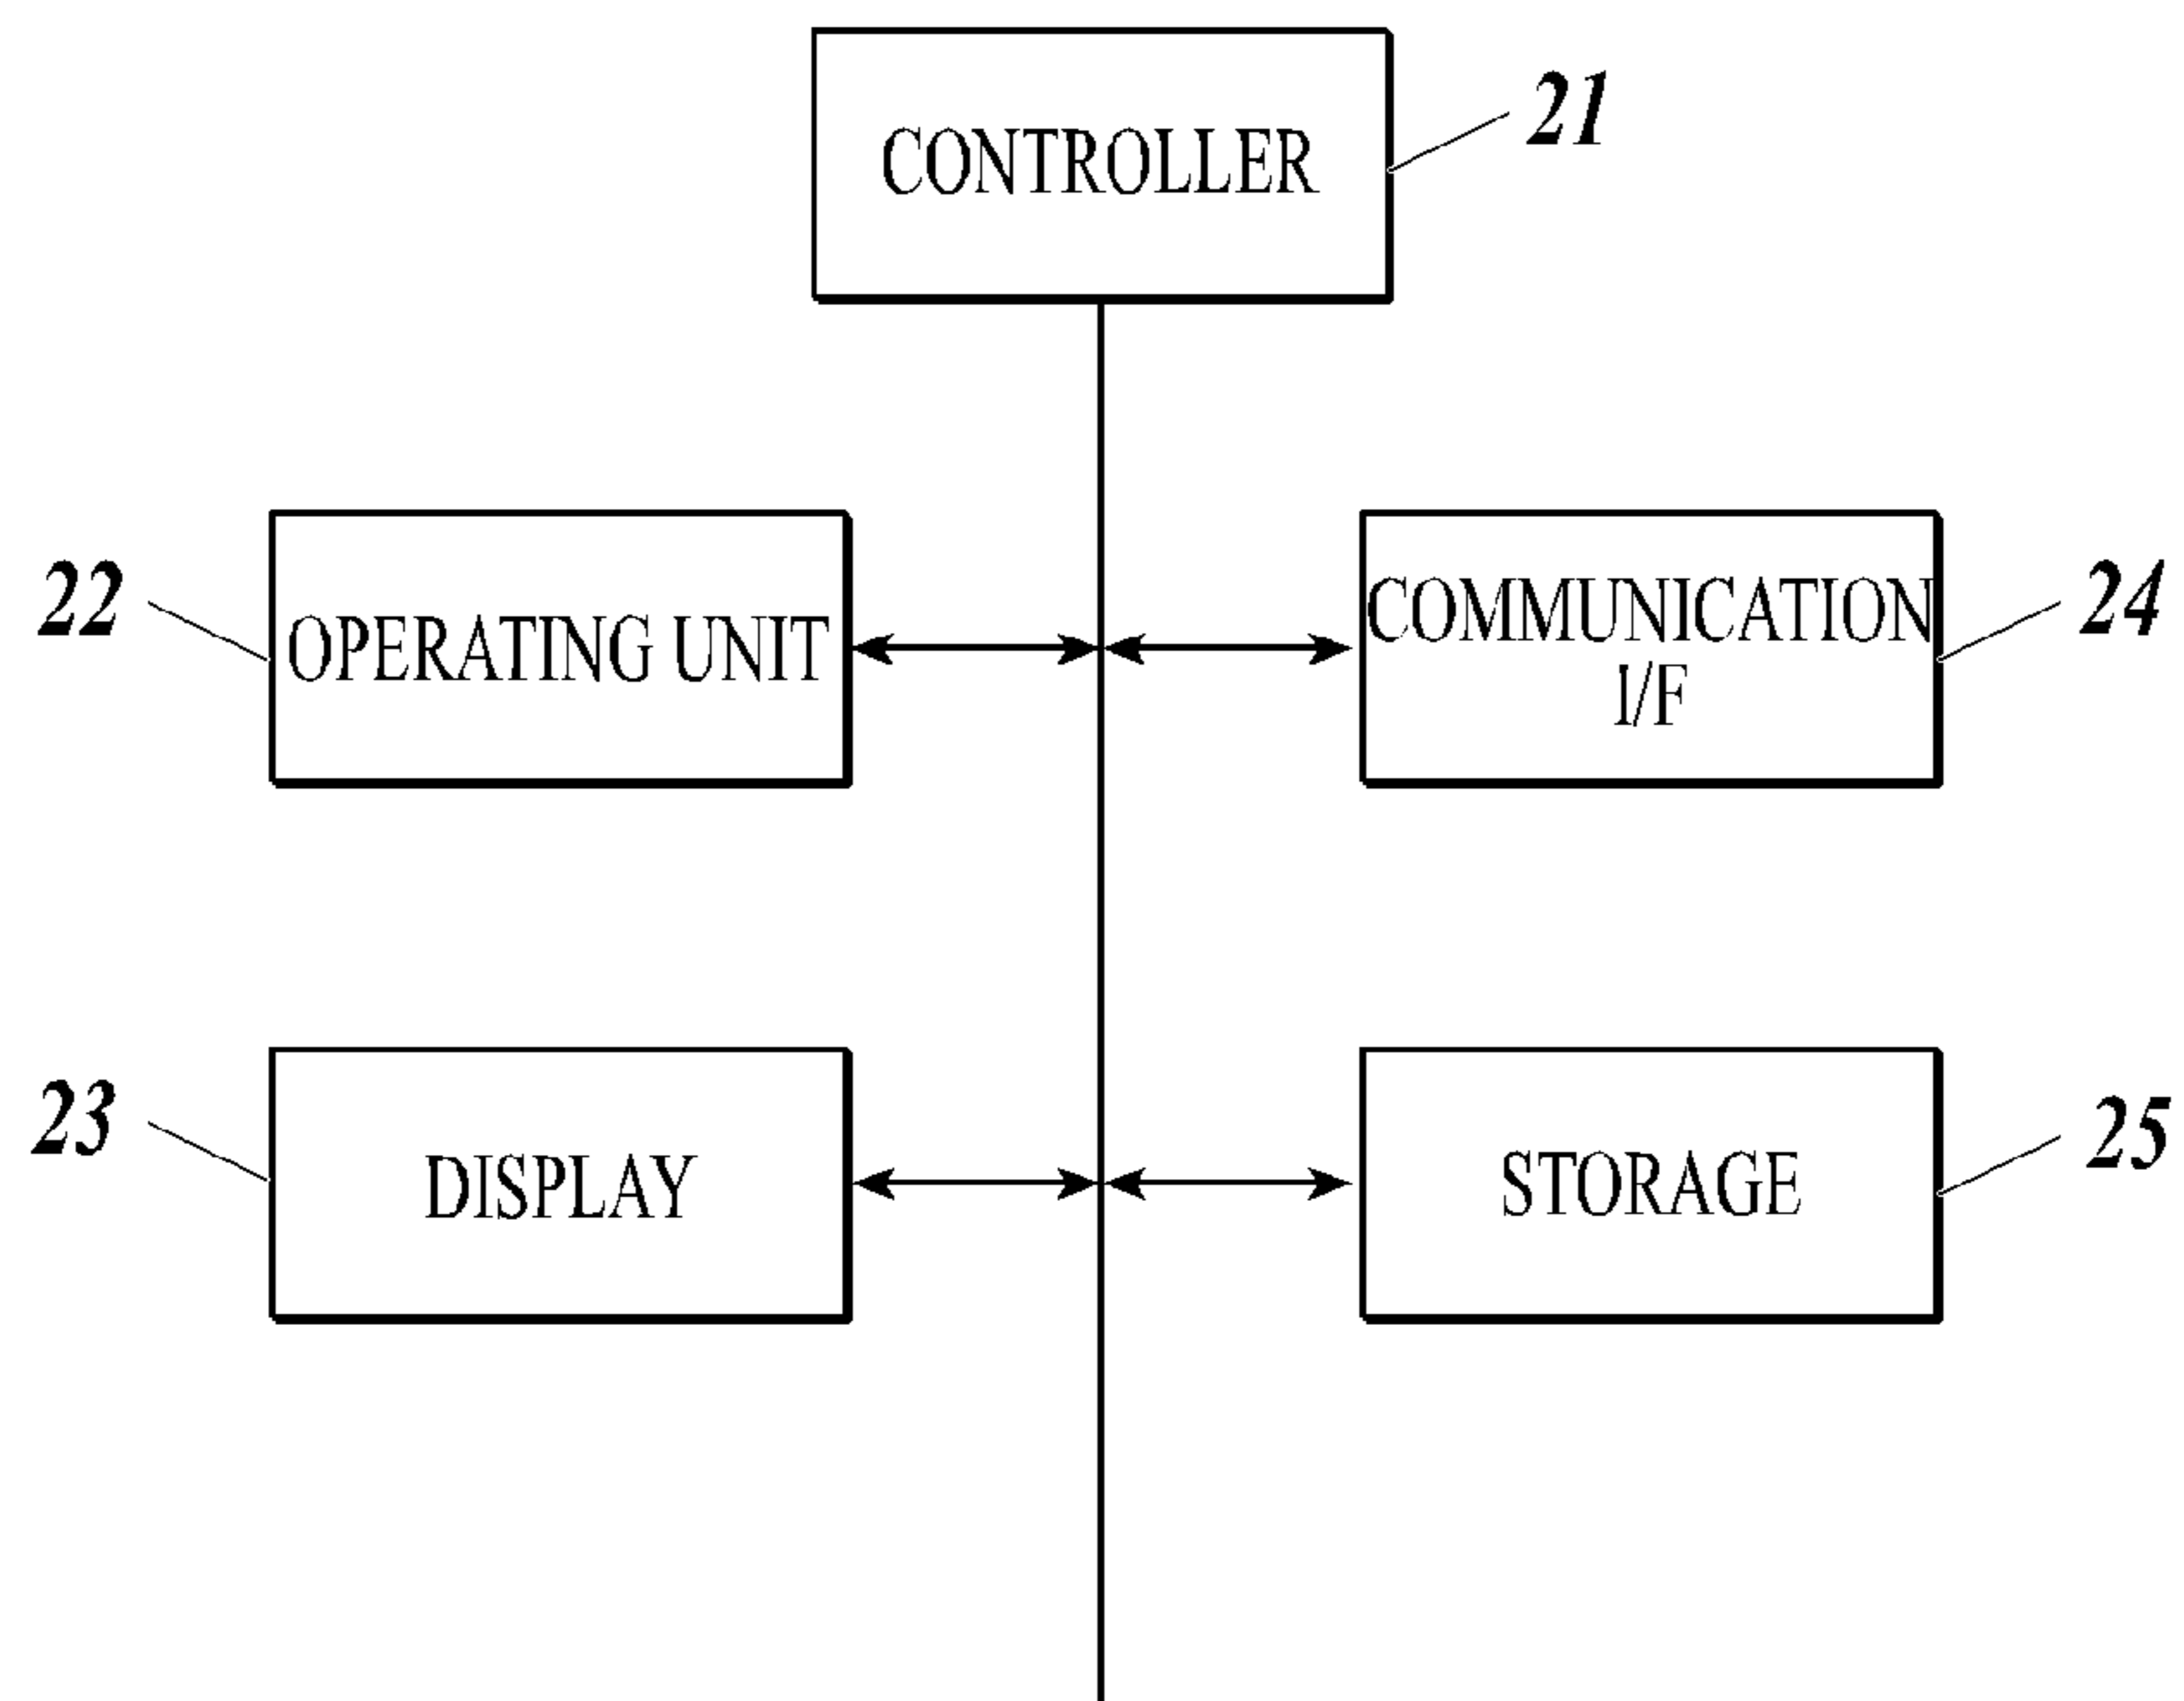 CONTROLLER
21
22
OPERATING UNIT
COMMUNICATION
I/F
24
23
DISPLAY
STORAGE
25